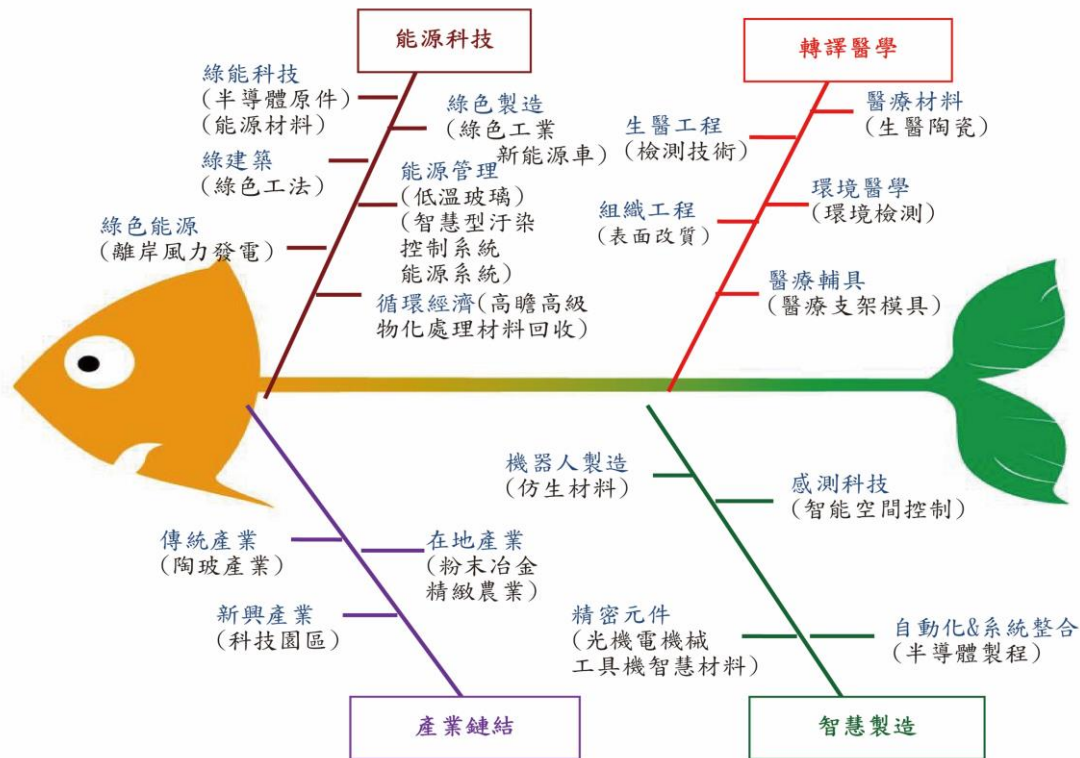 能源科技
綠能科技
(半導體原件)
(能源材料)
綠色製造
(綠色工業
新能源車)
綠建築
(綠色工法)
能源管理
(低溫玻璃)
(智慧型汙染
控制系統
能源系統)
綠色能源
(離岸風力發電)
循環經濟(高瞻高級
物化處理材料回收)
轉譯醫學
醫療材料
(生醫陶瓷)
生醫工程
(檢測技術)
環境醫學
(環境檢測)
組織工程
(表面改質)
醫療輔具
(醫療支架模具)
傳統產業
(陶玻產業)
在地產業
(粉末冶金
精緻農業)
新興產業
(科技園區)
產業鏈結
機器人製造
(仿生材料)
感測科技
(智能空間控制)
精密元件
(光機電機械
工具機智慧材料)
自動化&系統整合
(半導體製程)
智慧製造